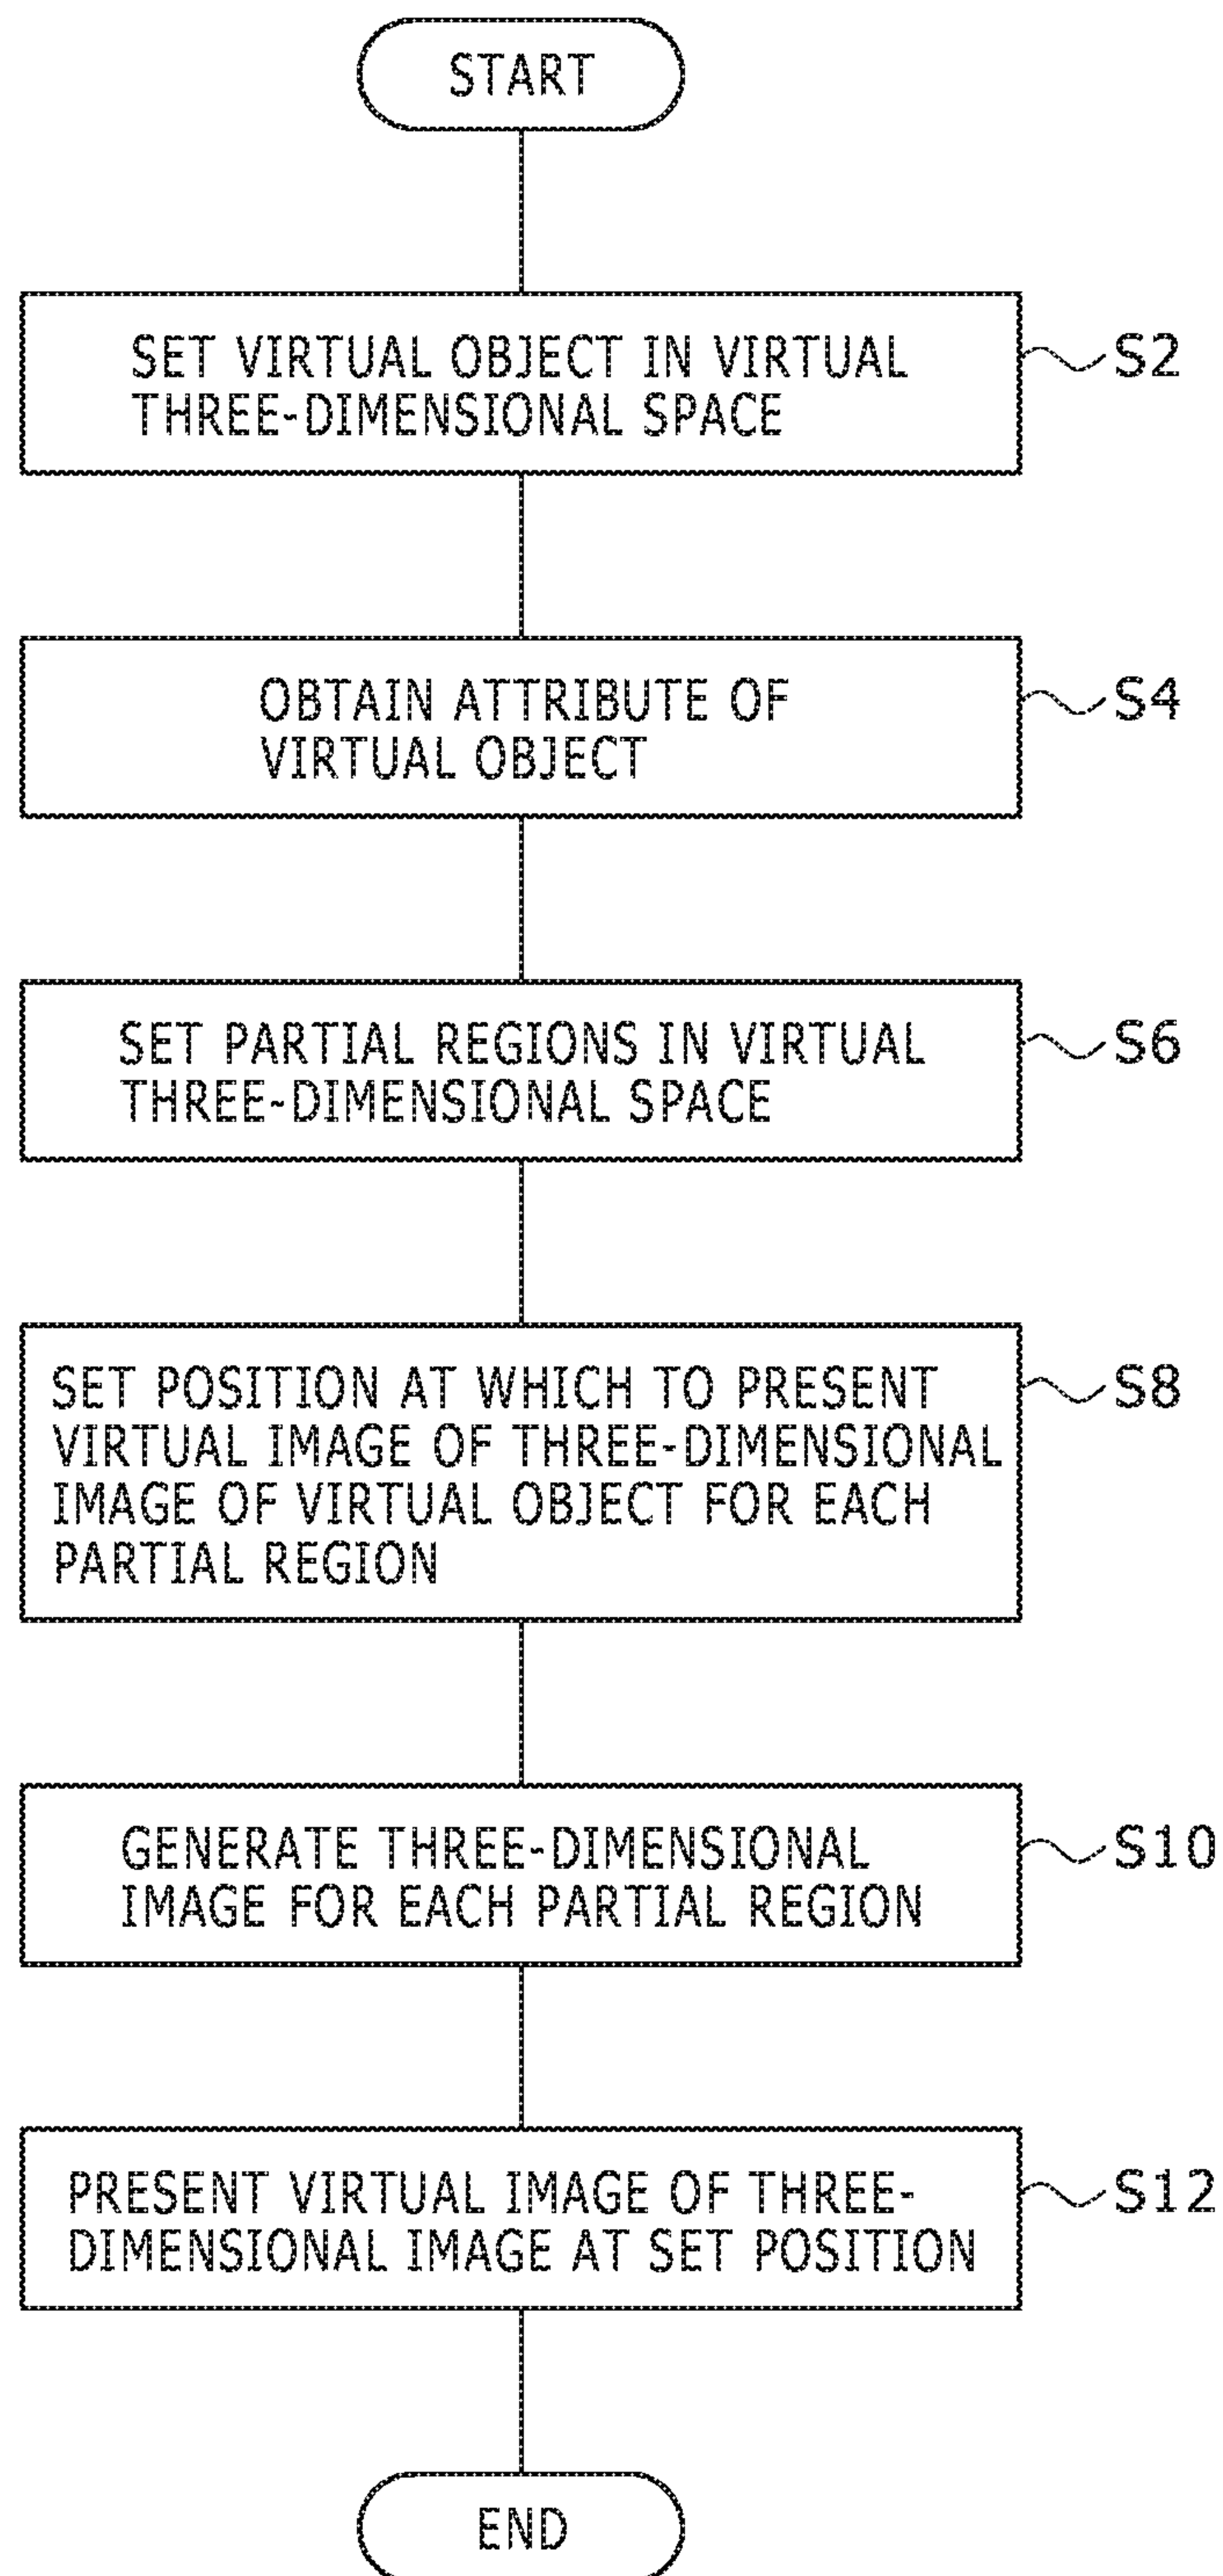 START
SET VIRTUAL OBJECT IN VIRTUAL
THREE-DIMENSIONAL SPACE
S2
OBTAIN ATTRIBUTE OF
VIRTUAL OBJECT
S4
SET PARTIAL REGIONS IN VIRTUAL
THREE-DIMENSIONAL SPACE
S6
SET POSITION AT WHICH TO PRESENT
VIRTUAL IMAGE OF THREE-DIMENSIONAL
IMAGE OF VIRTUAL OBJECT FOR EACH
PARTIAL REGION
S8
GENERATE THREE-DIMENSIONAL
IMAGE FOR EACH PARTIAL REGION
S10
PRESENT VIRTUAL IMAGE OF THREE-
DIMENSIONAL IMAGE AT SET POSITION
S12
END